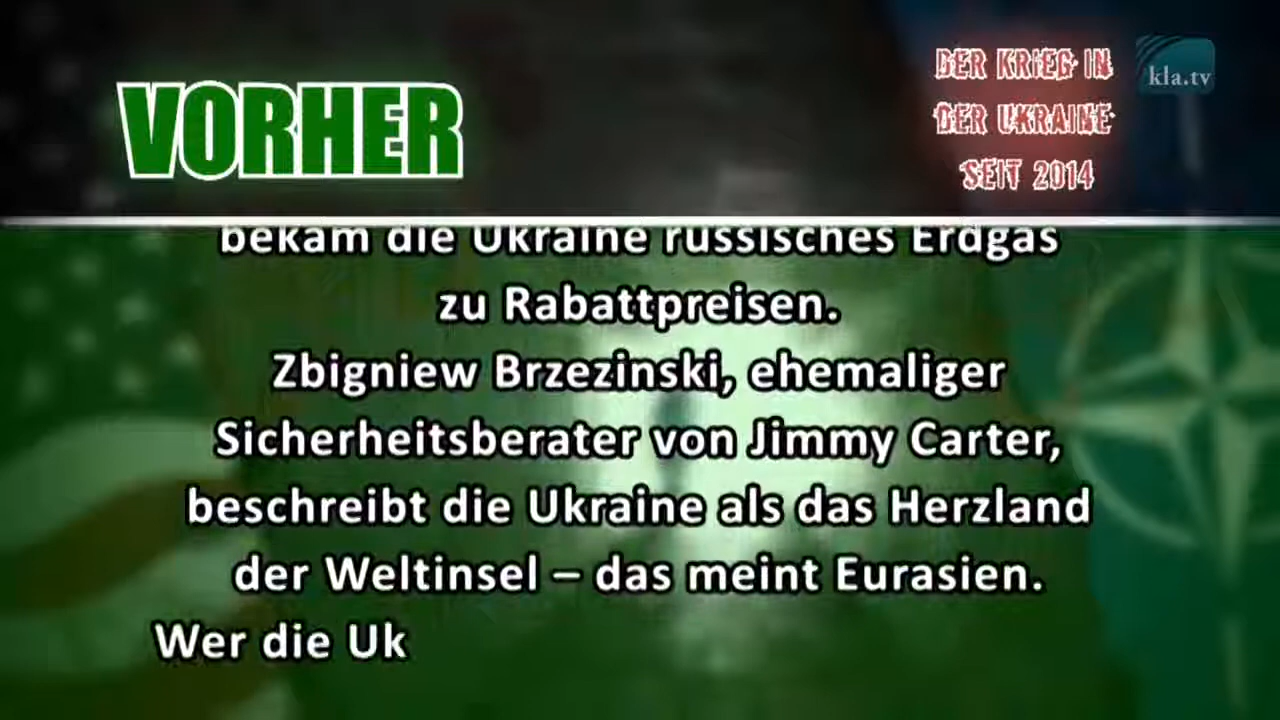 VORHER
DER KRIEG IN
DER UKRAINE
SEIT 2014
kla.tv
bekam die Ukraine russisches Erdgas
zu Rabattpreisen.
Zbigniew Brzezinski, ehemaliger
Sicherheitsberater von Jimmy Carter,
beschreibt die Ukraine als das Herzland
der Weltinsel – das meint Eurasien.
Wer die Uk